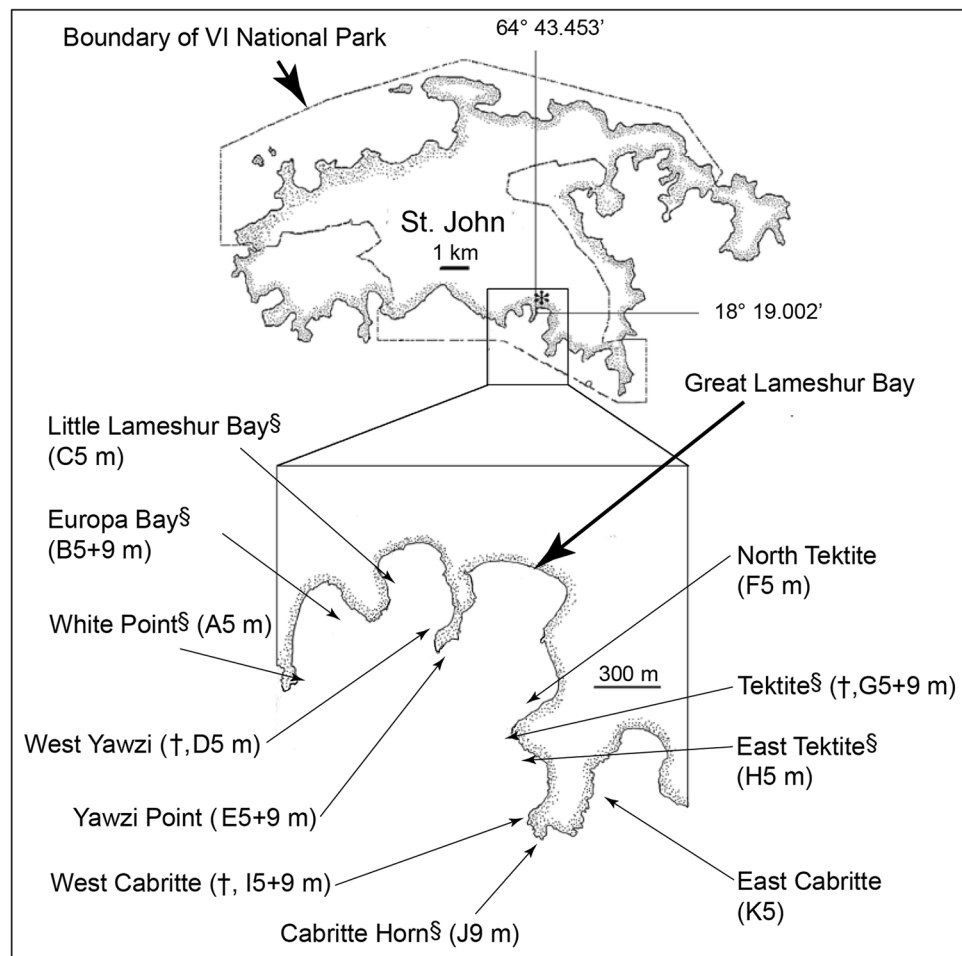 64° 43.453’
Boundary of VI National Park
St. John
1 km
*
18° 19.002’
Great Lameshur Bay
Little Lameshur Bay§
(C5 m)
Europa Bay§
(B5+9 m)
White Point§ (A5 m)
North Tektite
(F5 m)
300 m
Tektite§ (†,G5+9 m)
West Yawzi (†,D5 m)
East Tektite§
(H5 m)
Yawzi Point (E5+9 m)
West Cabritte (†, I5+9 m)
East Cabritte
(K5)
Cabritte Horn§ (J9 m)